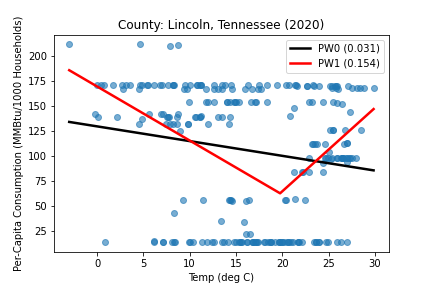 County: Lincoln, Tennessee (2020)
PW0 (0.031)
PW1 (0.154)
Per-Capita Consumption (MMBtu/1000 Households)
200
175
150
125
100
75
50
25
0 5 10 15 20 25 30
Temp (deg C)